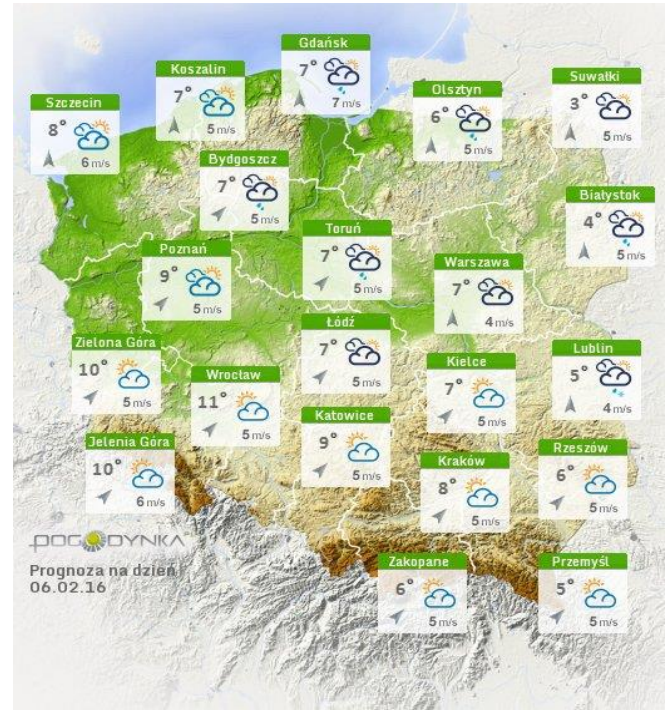 Gdańsk
7°
7 m/s
Koszalin
7°
5 m/s
Suwałki
3°
5 m/s
Olsztyn
6°
5 m/s
Szczecin
8°
6 m/s
Bydgoszcz
7°
5 m/s
Białystok
4°
5 m/s
Toruń
7°
5 m/s
Poznań
9°
5 m/s
Warszawa
7°
4 m/s
Łódź
7°
5 m/s
Zielona Góra
10°
5 m/s
Lublin
5°
4 m/s
Kielce
7°
5 m/s
Wrocław
11°
5 m/s
Katowice
9°
5 m/s
Jelenia Góra
10°
6 m/s
Rzeszów
6°
5 m/s
Kraków
8°
5 m/s
POGODYNKA
Prognoza na dzień
06.02.16
Zakopane
6°
5 m/s
Przemyśl
5°
5 m/s